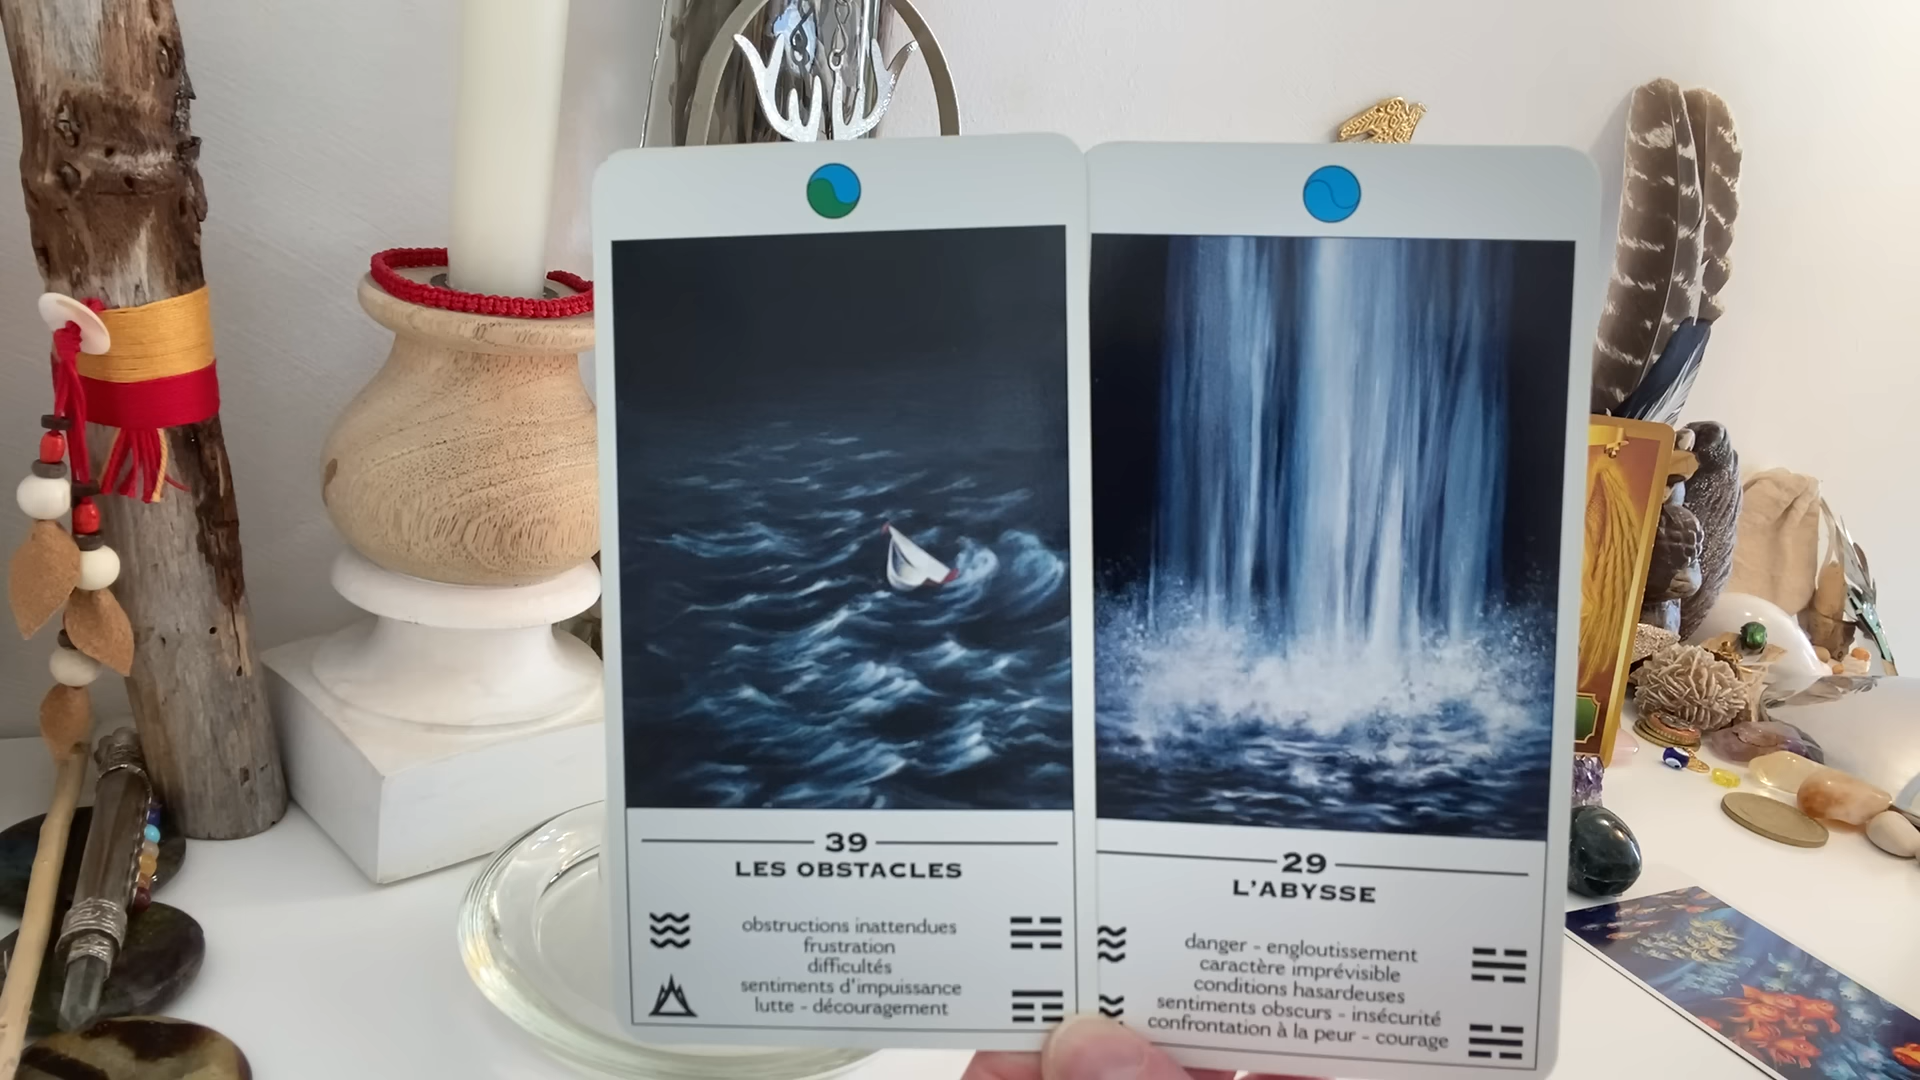 39
LES OBSTACLES
obstructions inattendues
frustration
difficultés
sentiments d'impuissance
lutte - découragement
29
L'ABYSSE
danger - engloutissement
caractère imprévisible
conditions hasardeuses
sentiments obscurs - insécurité
confrontation à la peur - courage